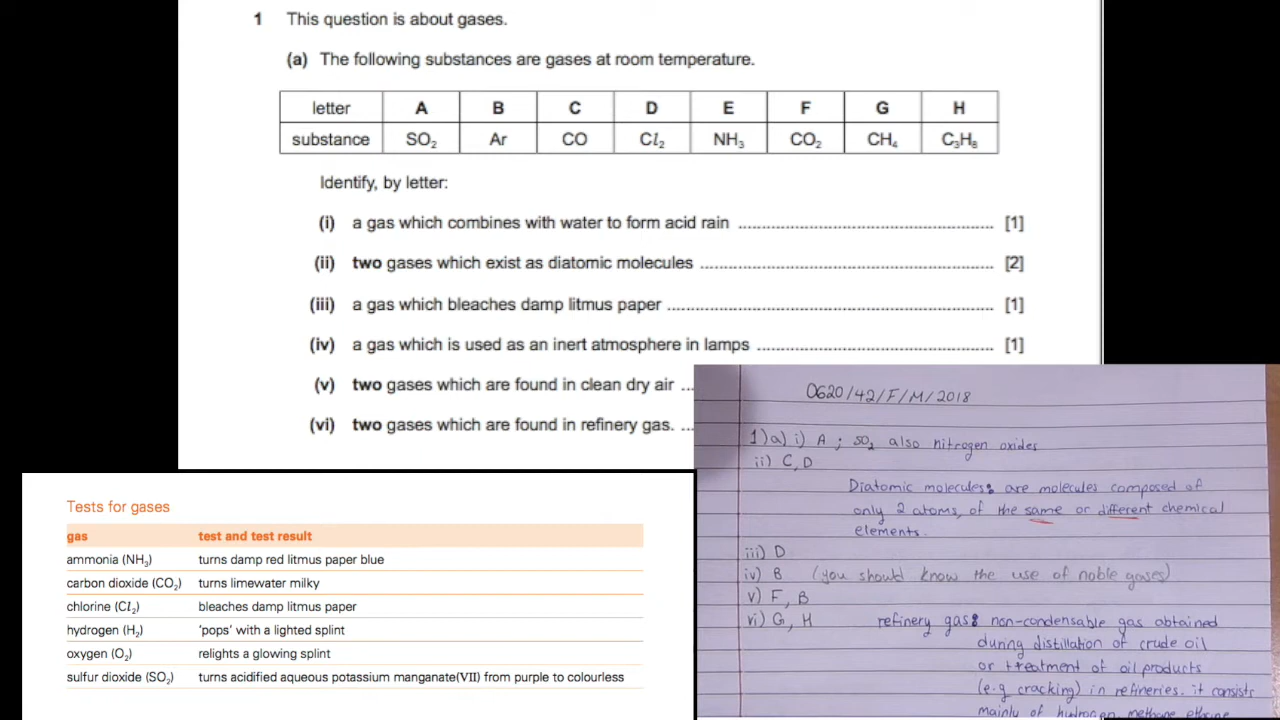 1 This question is about gases.
(a) The following substances are gases at room temperature.
letter A B C D E F G H
substance SO₂ Ar CO Cl₂ NH₃ CO₂ CH₄ C₃H₈
Identify, by letter:
(i) a gas which combines with water to form acid rain ........................ [1]
(ii) two gases which exist as diatomic molecules ........................ [2]
(iii) a gas which bleaches damp litmus paper ........................ [1]
(iv) a gas which is used as an inert atmosphere in lamps ........................ [1]
(v) two gases which are found in clean dry air ...
(vi) two gases which are found in refinery gas. ...
Tests for gases
gas test and test result
ammonia (NH₃) turns damp red litmus paper blue
carbon dioxide (CO₂) turns limewater milky
chlorine (Cl₂) bleaches damp litmus paper
hydrogen (H₂) 'pops' with a lighted splint
oxygen (O₂) relights a glowing splint
sulfur dioxide (SO₂) turns acidified aqueous potassium manganate(VII) from purple to colourless
0620/42/F/M/2018
1)a) i) A ; SO₂ also nitrogen oxides
ii) C, D
Diatomic molecules: are molecules composed of
only 2 atoms, of the same or different chemical
elements.
iii) D
iv) B (you should know the use of noble gases)
v) F, B
vi) G, H refinery gas: non-condensable gas obtained
during distillation of crude oil
or treatment of oil products
(e.g cracking) in refineries. it consists
mainly of hydrogen, methane, ethane